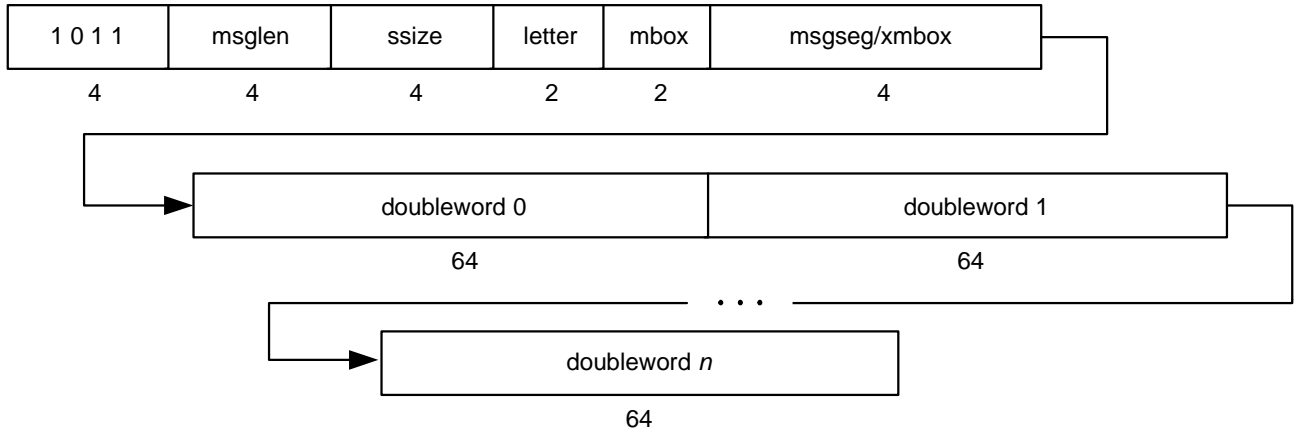 1 0 1 1 msglen ssize letter mbox msgseg/xmbox
4 4 4 2 2 4
doubleword 0 doubleword 1
64 64
. . .
doubleword n
64